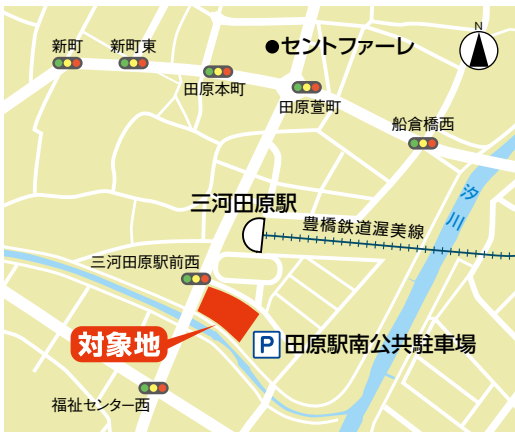 N
新町
新町東
●セントファーレ
田原本町
田原萱町
船倉橋西
汐川
三河田原駅
豊橋鉄道渥美線
三河田原駅前西
対象地
P 田原駅南公共駐車場
福祉センター西